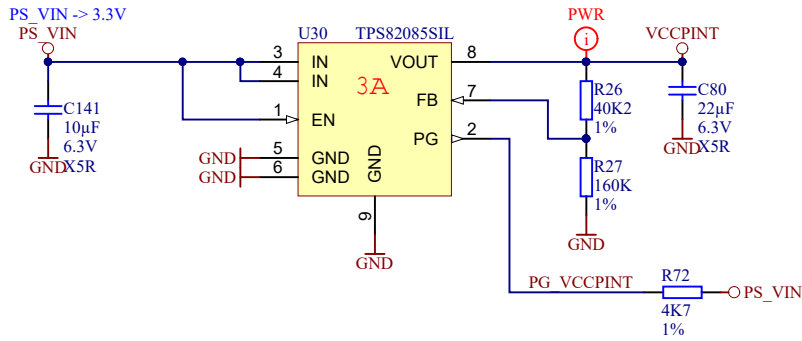 PS_VIN -> 3.3V
PS_VIN
U30 TPS82085SIL
PWR
i
VCCPINT
3 IN VOUT 8
4 IN
3A
1 EN
FB 7
PG 2
GND 5 GND
GND 6 GND
GND
9
GND
C141
10µF
6.3V
X5R
GND
R26
40K2
1%
R27
160K
1%
GND
C80
22µF
6.3V
X5R
GND
PG_VCCPINT
R72
4K7
1%
PS_VIN